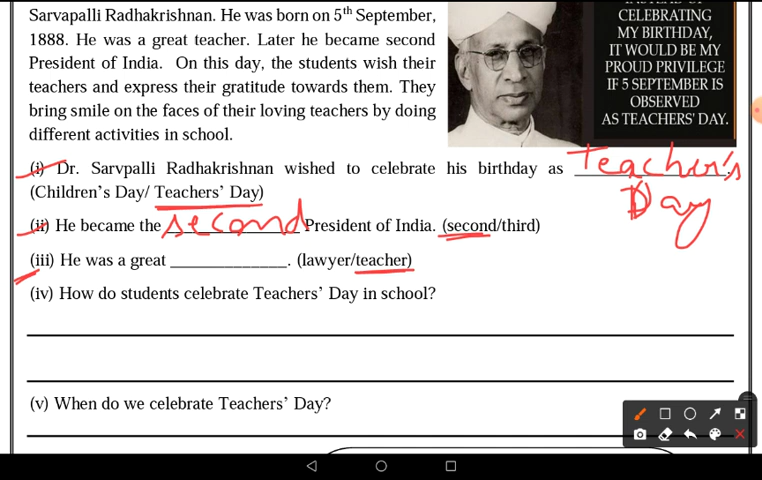 Sarvapalli Radhakrishnan. He was born on 5th September,
1888. He was a great teacher. Later he became second
President of India. On this day, the students wish their
teachers and express their gratitude towards them. They
bring smile on the faces of their loving teachers by doing
different activities in school.
CELEBRATING
MY BIRTHDAY,
IT WOULD BE MY
PROUD PRIVILEGE
IF 5 SEPTEMBER IS
OBSERVED
AS TEACHERS' DAY.
(i) Dr. Sarvpalli Radhakrishnan wished to celebrate his birthday as Teacher's Day.
(Children's Day/ Teachers' Day)
(ii) He became the second President of India. (second/third)
(iii) He was a great ______________. (lawyer/teacher)
(iv) How do students celebrate Teachers' Day in school?
(v) When do we celebrate Teachers' Day?